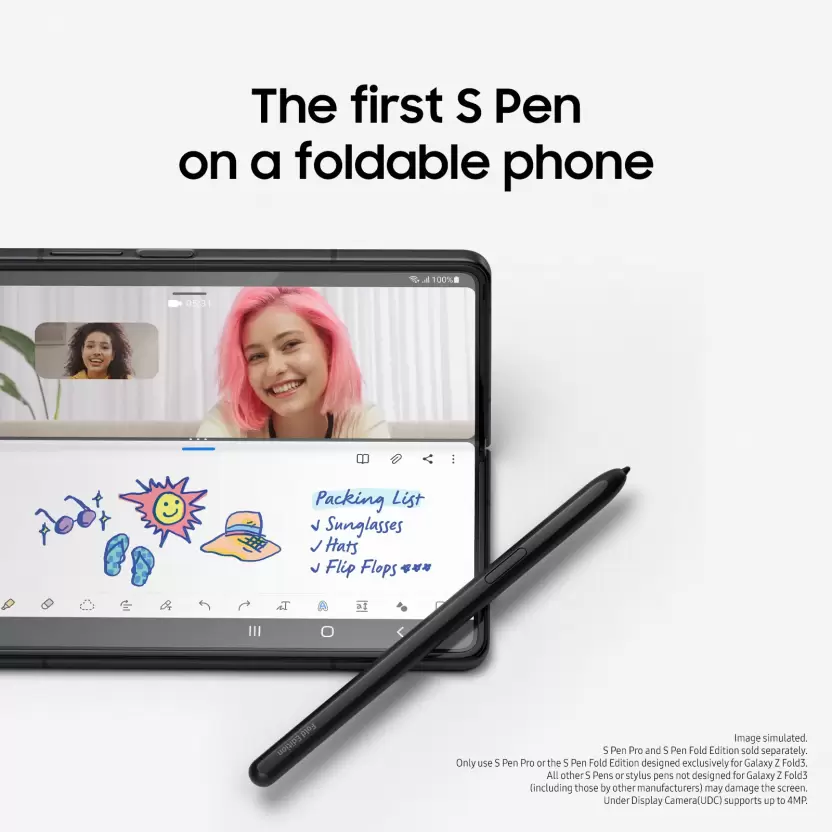 The first S Pen
on a foldable phone
100%
05:31
Packing List
✓ Sunglasses
✓ Hats
✓ Flip Flops
T
A
a
Fold Edition
Image simulated.
S Pen Pro and S Pen Fold Edition sold separately.
Only use S Pen Pro or the S Pen Fold Edition designed exclusively for Galaxy Z Fold3.
All other S Pens or stylus pens not designed for Galaxy Z Fold3
(including those by other manufacturers) may damage the screen.
Under Display Camera(UDC) supports up to 4MP.